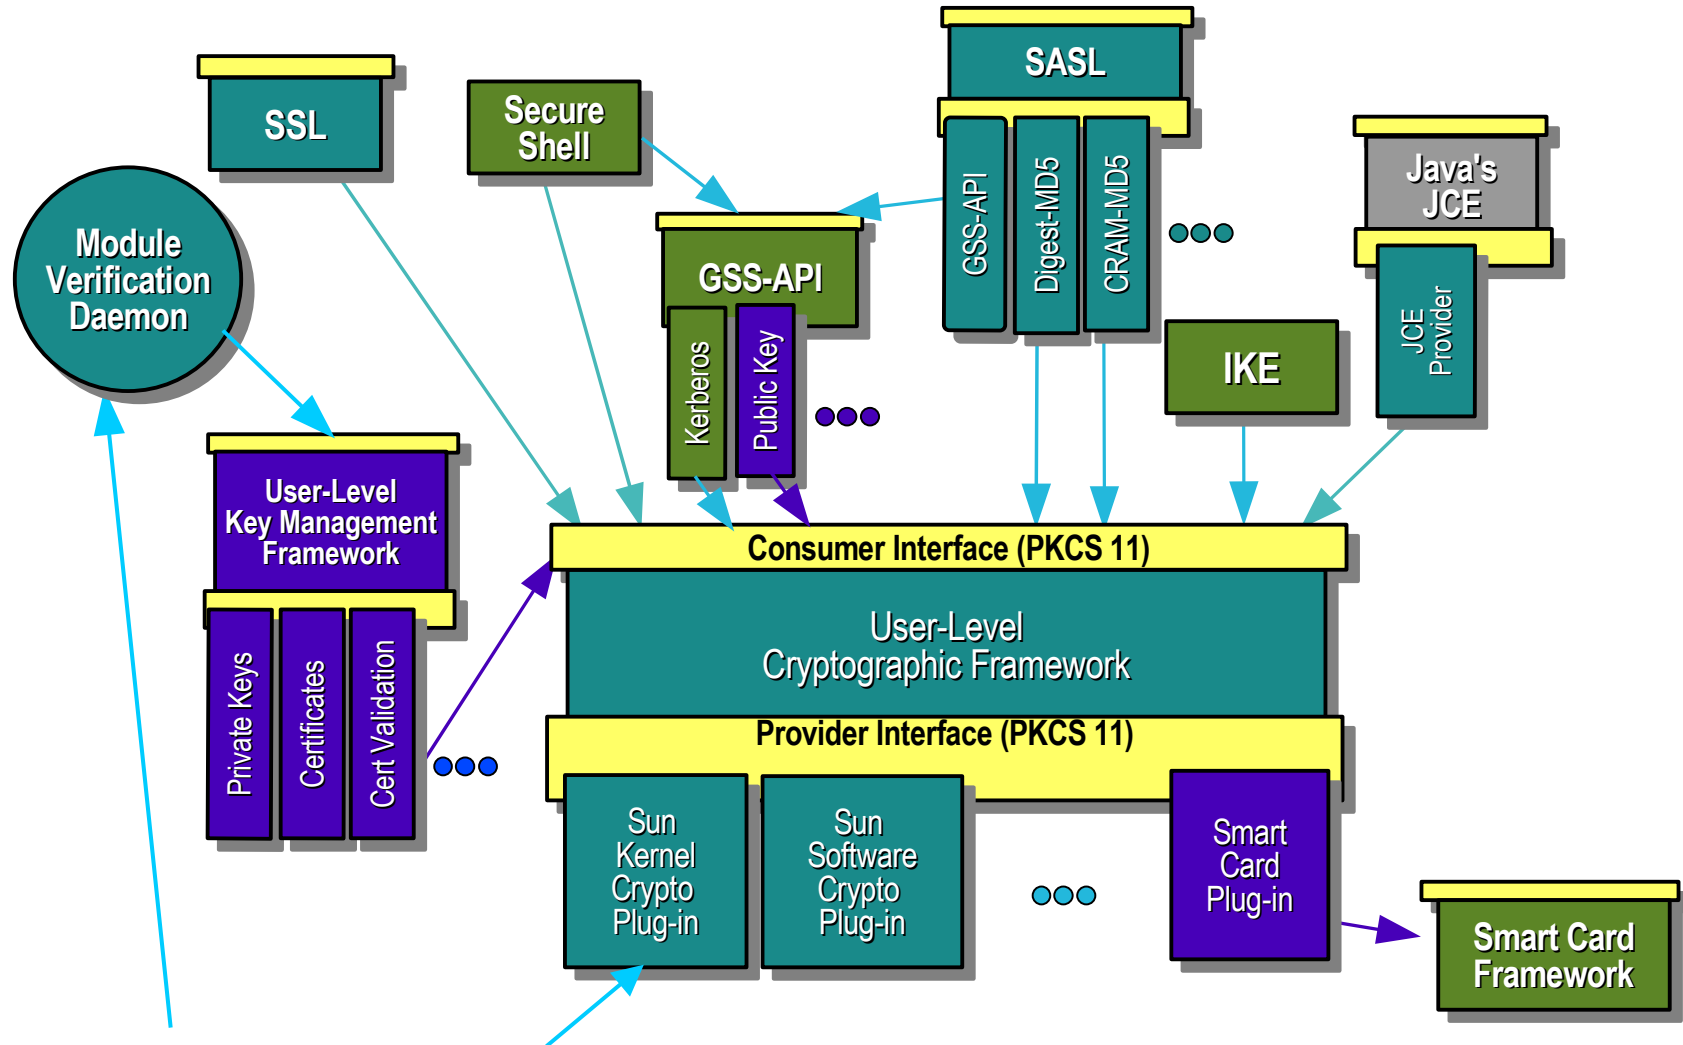 SASL
SSL
Secure
Shell
GSS-API
Digest-MD5
CRAM-MD5
Java's
JCE
JCE
Provider
Module
Verification
Daemon
GSS-API
Kerberos
Public Key
IKE
User-Level
Key Management
Framework
Private Keys
Certificates
Cert Validation
Consumer Interface (PKCS 11)
User-Level
Cryptographic Framework
Provider Interface (PKCS 11)
Sun
Kernel
Crypto
Plug-in
Sun
Software
Crypto
Plug-in
Smart
Card
Plug-in
Smart Card
Framework